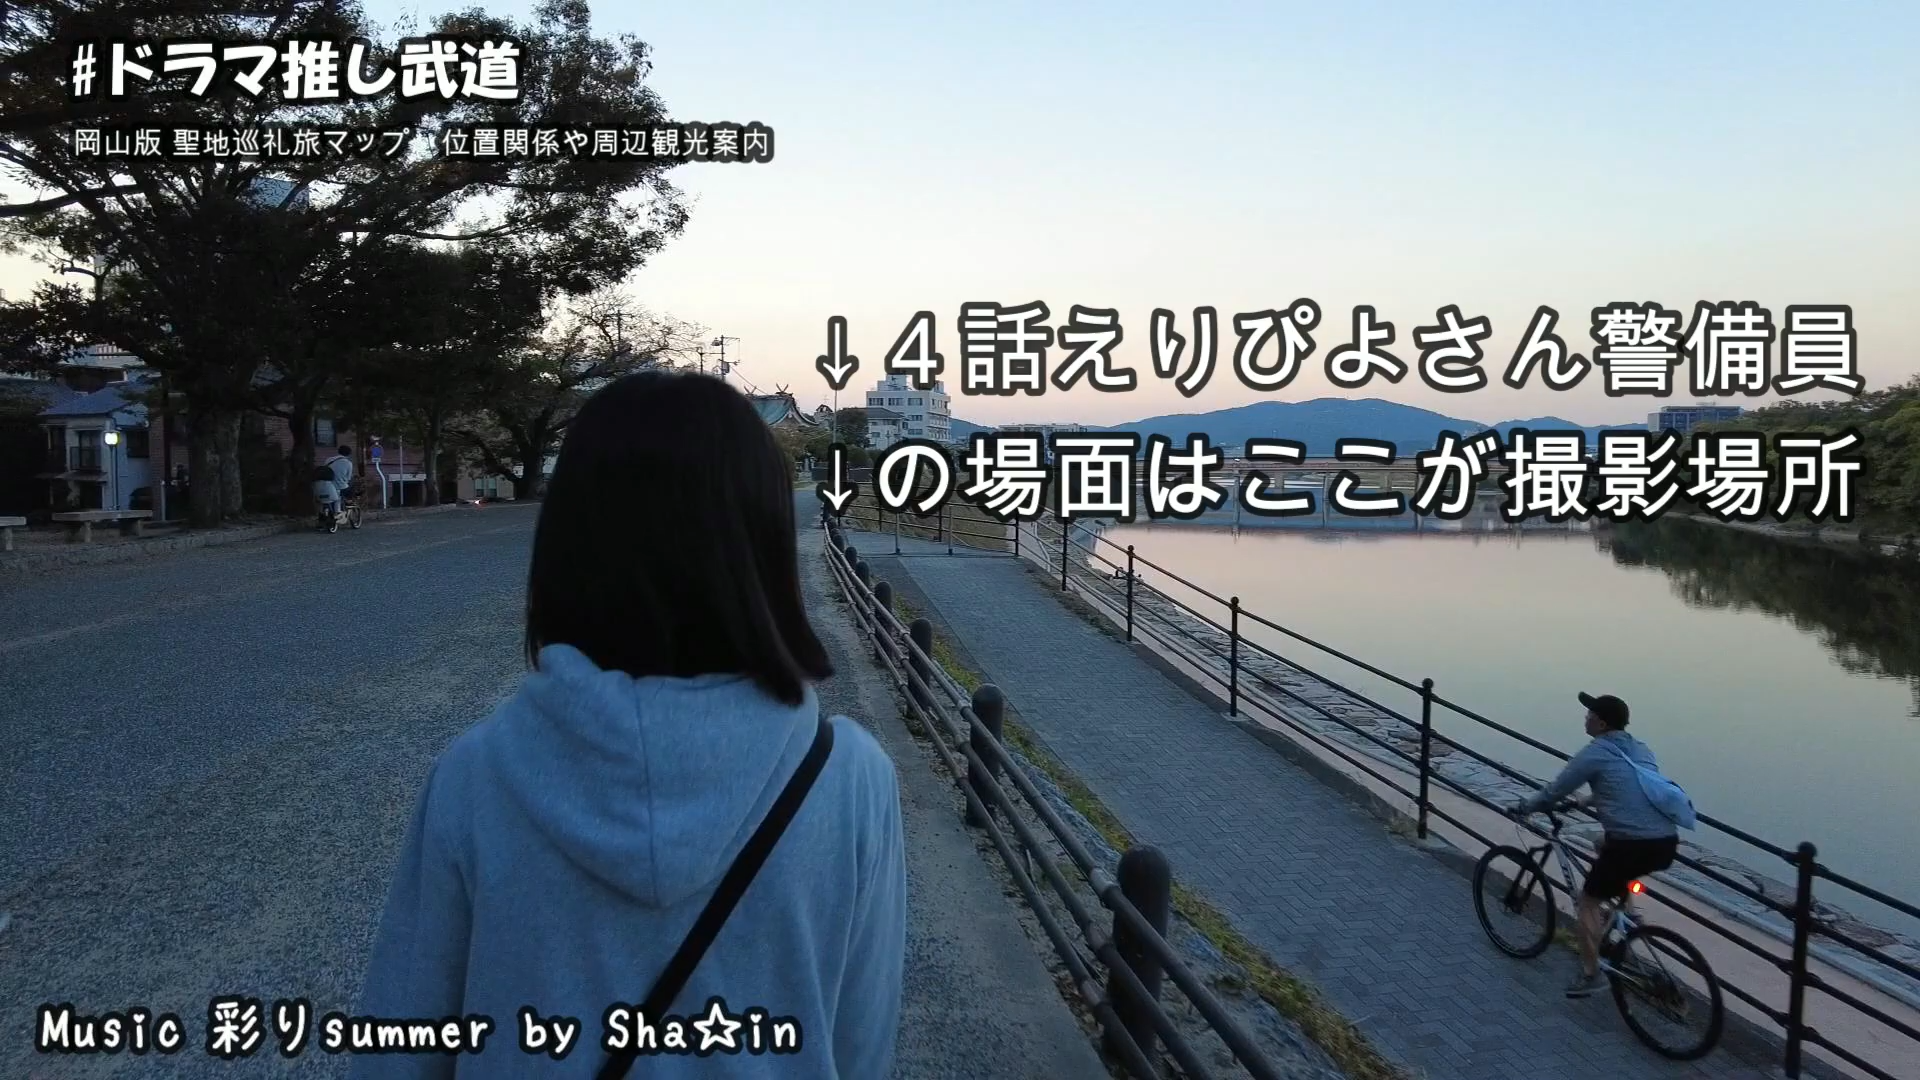 #ドラマ推し武道
岡山版 聖地巡礼旅マップ　位置関係や周辺観光案内
↓４話えりぴよさん警備員
↓の場面はここが撮影場所
Music 彩りsummer by Sha☆in